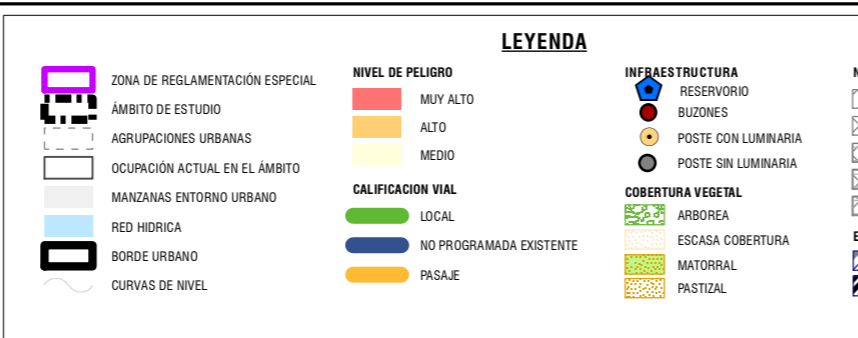 LEYENDA
ZONA DE REGLAMENTACIÓN ESPECIAL
ÁMBITO DE ESTUDIO
AGRUPACIONES URBANAS
OCUPACIÓN ACTUAL EN EL ÁMBITO
MANZANAS ENTORNO URBANO
RED HIDRICA
BORDE URBANO
CURVAS DE NIVEL
NIVEL DE PELIGRO
MUY ALTO
ALTO
MEDIO
CALIFICACION VIAL
LOCAL
NO PROGRAMADA EXISTENTE
PASAJE
INFRAESTRUCTURA
RESERVORIO
BUZONES
POSTE CON LUMINARIA
POSTE SIN LUMINARIA
COBERTURA VEGETAL
ARBOREA
ESCASA COBERTURA
MATORRAL
PASTIZAL